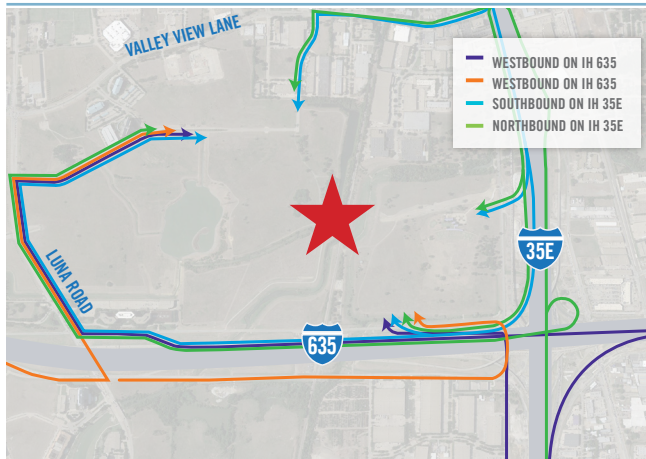 VALLEY VIEW LANE
WESTBOUND ON IH 635
WESTBOUND ON IH 635
SOUTHBOUND ON IH 35E
NORTHBOUND ON IH 35E
35E
LUNA ROAD
635